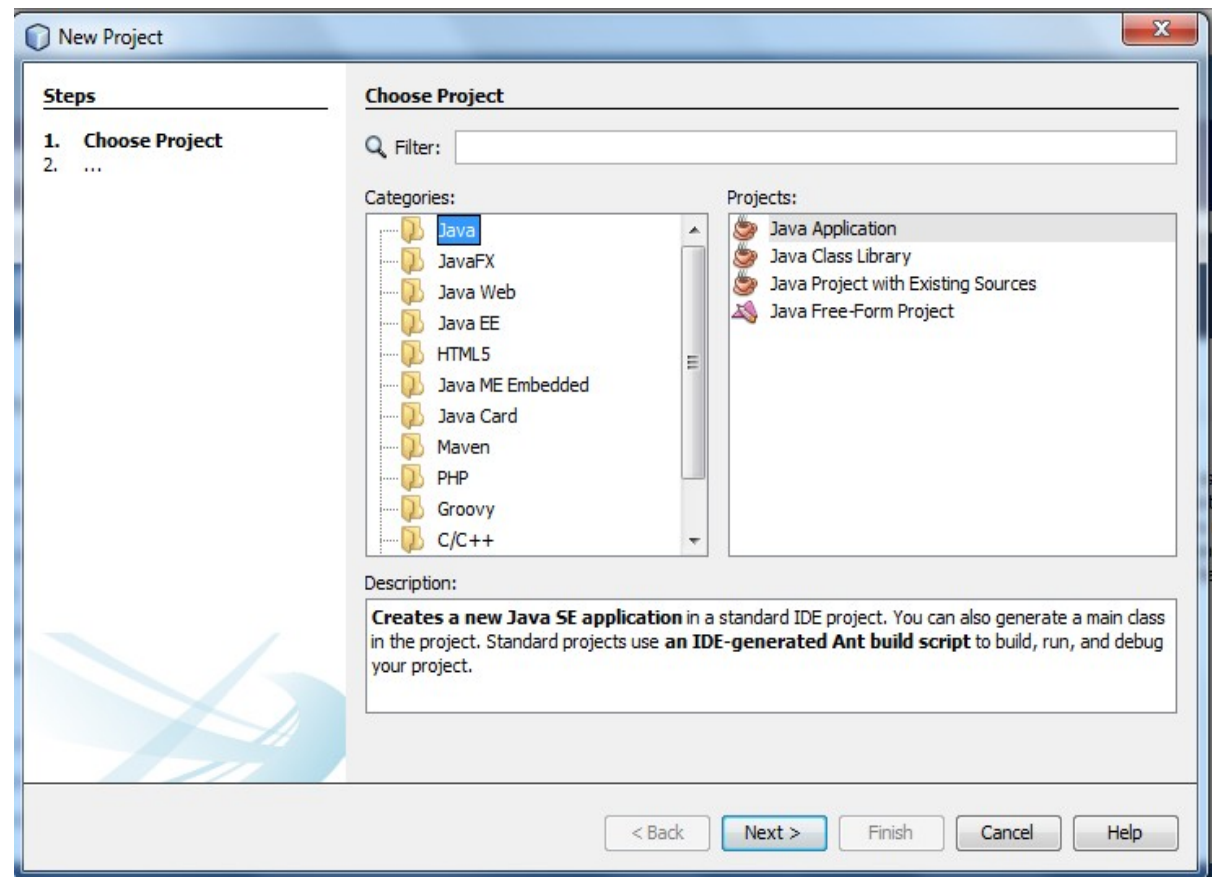 New Project
Steps
1. Choose Project
2. ...
Choose Project
Filter:
Categories:
Java
JavaFX
Java Web
Java EE
HTML5
Java ME Embedded
Java Card
Maven
PHP
Groovy
C/C++
Projects:
Java Application
Java Class Library
Java Project with Existing Sources
Java Free-Form Project
Description:
Creates a new Java SE application in a standard IDE project. You can also generate a main class
in the project. Standard projects use an IDE-generated Ant build script to build, run, and debug
your project.
< Back
Next >
Finish
Cancel
Help